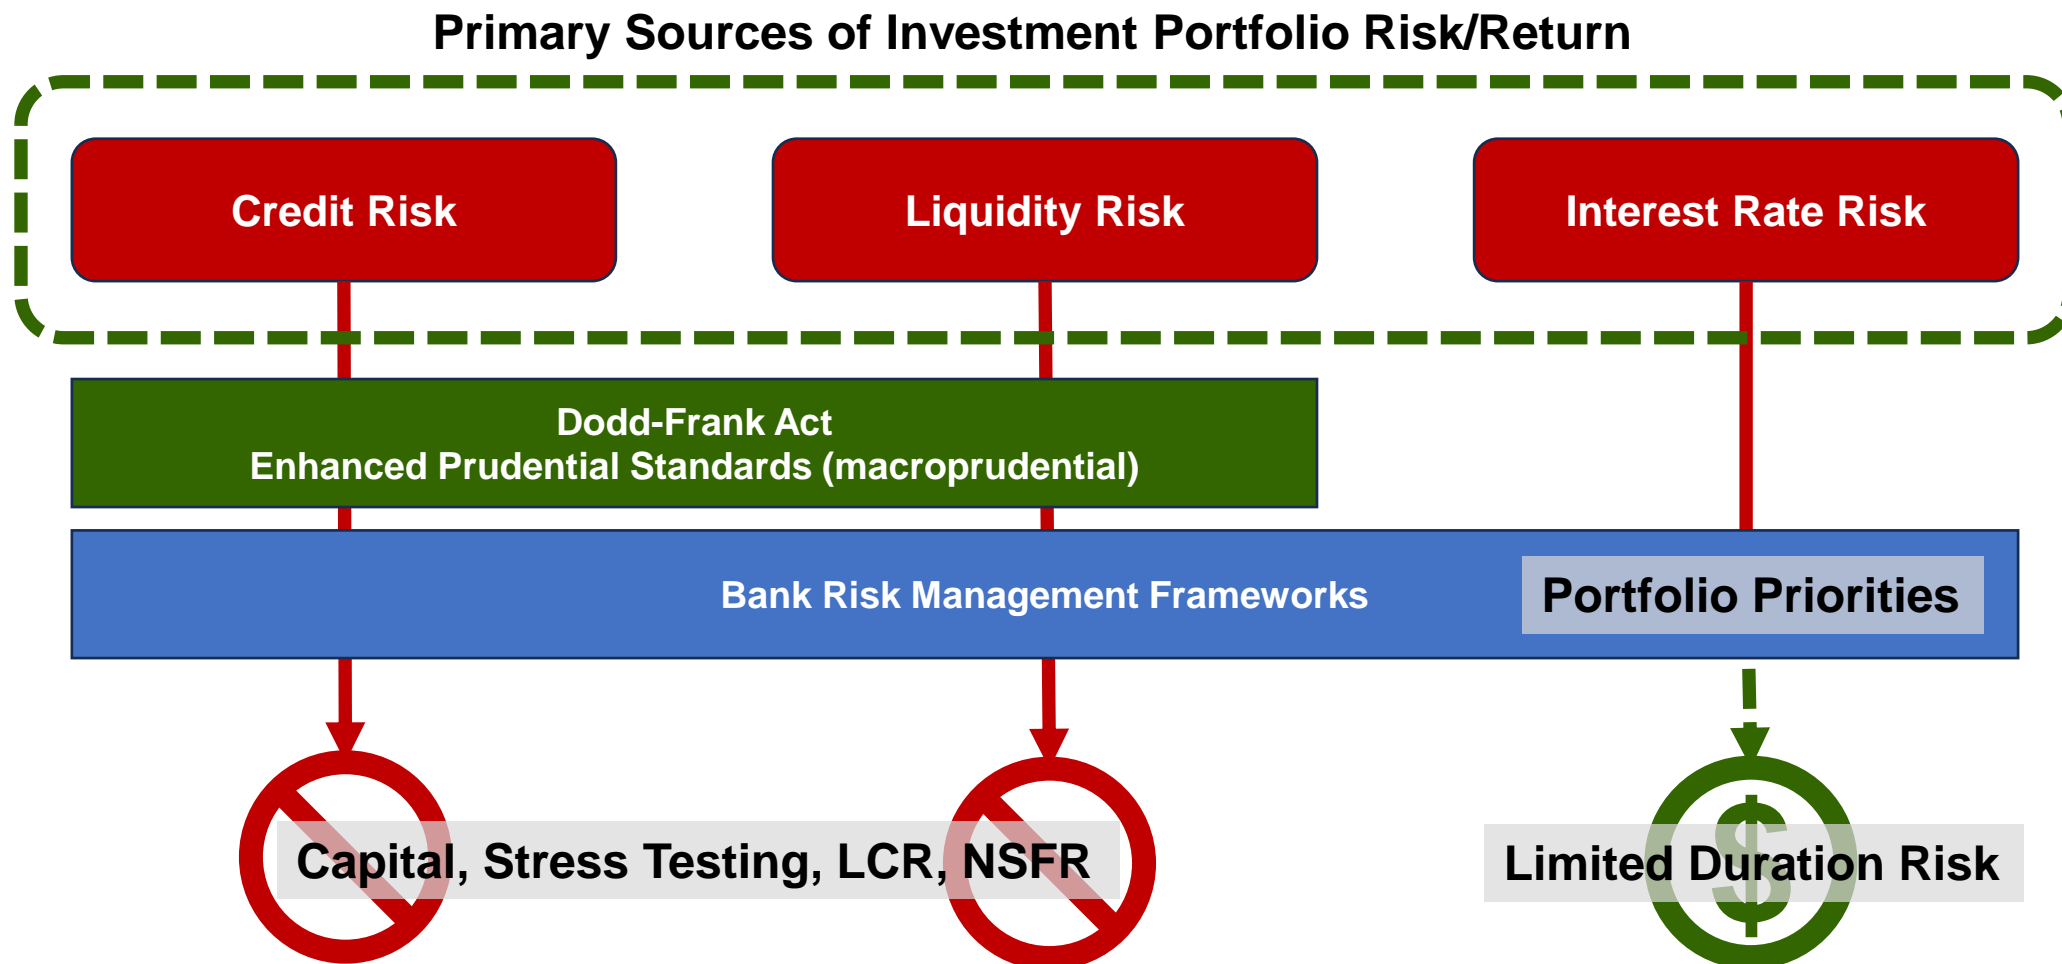 Primary Sources of Investment Portfolio Risk/Return
Credit Risk
Liquidity Risk
Interest Rate Risk
Dodd-Frank Act
Enhanced Prudential Standards (macroprudential)
Bank Risk Management Frameworks
Portfolio Priorities
Capital, Stress Testing, LCR, NSFR
Limited Duration Risk
$